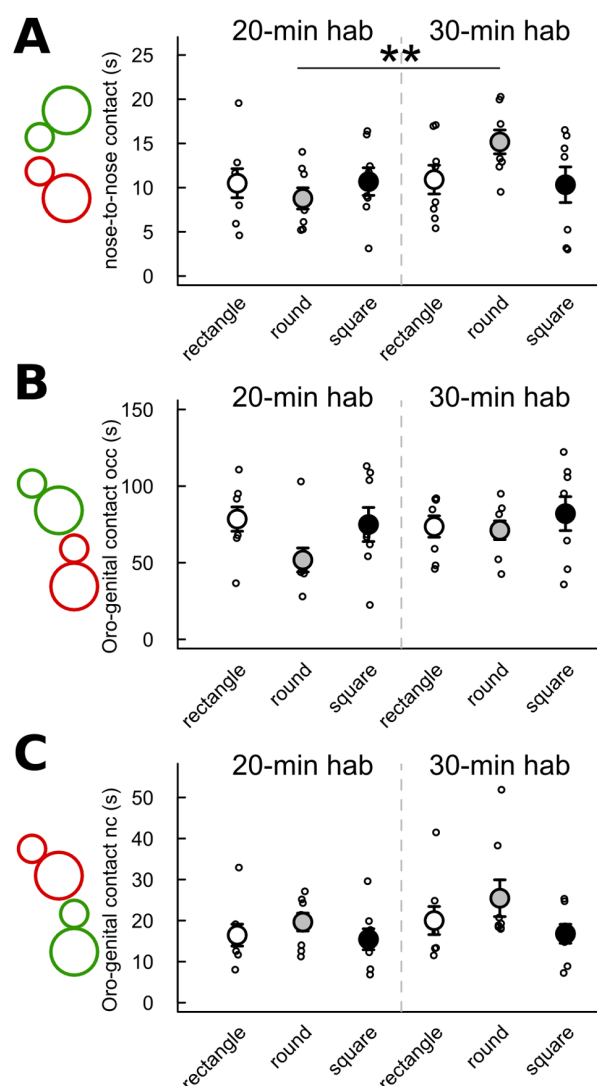 A
20-min hab
30-min hab
**
nose-to-nose contact (s)
25
20
15
10
5
0
rectangle
round
square
rectangle
round
square
B
20-min hab
30-min hab
Oro-genital contact occ (s)
150
100
50
0
rectangle
round
square
rectangle
round
square
C
20-min hab
30-min hab
Oro-genital contact nc (s)
50
40
30
20
10
0
rectangle
round
square
rectangle
round
square